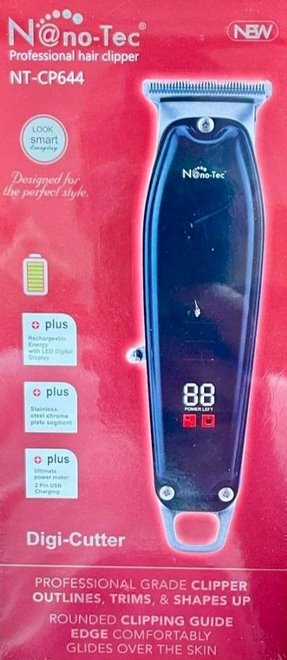 N@no-Tec®
NEW
Professional hair clipper
NT-CP644
LOOK
smart
Everyday
Designed for
the perfect style.
N@no-Tec
plus
Rechargeable
Energy
with LED Digital
Display
plus
Stainless
steel chrome
plate segment
88
POWER LEFT
plus
Ultimate
power motor
2 Pin USB
Charging
Digi-Cutter
PROFESSIONAL GRADE CLIPPER
OUTLINES, TRIMS, & SHAPES UP
ROUNDED CLIPPING GUIDE
EDGE COMFORTABLY
GLIDES OVER THE SKIN